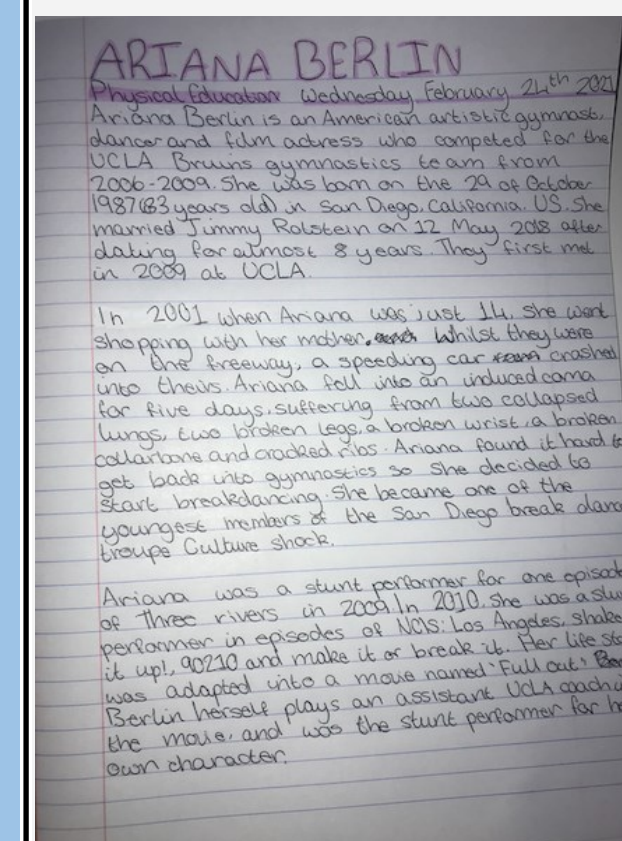 ARIANA BERLIN
Physical Education Wednesday February 24th 2021
Ariana Berlin is an American artistic gymnast,
dancer and film actress who competed for the
UCLA Bruins gymnastics team from
2006-2009. She was born on the 29 of October
1987 (33 years old) in San Diego, California, US. She
married Jimmy Rolstein on 12 May 2018 after
dating for almost 8 years. They first met
in 2009 at UCLA.
In 2001 when Ariana was just 14, she went
shopping with her mother. Whilst they were
on the freeway, a speeding car crashed
into theirs. Ariana fell into an induced coma
for five days, suffering from two collapsed
lungs, two broken legs, a broken wrist, a broken
collarbone and cracked ribs. Ariana found it hard to
get back into gymnastics so she decided to
start breakdancing. She became one of the
youngest members of the San Diego break danc
troupe Culture shock.
Ariana was a stunt performer for one episod
of Three rivers in 2009. In 2010, she was a stu
performer in episodes of NCIS: Los Angeles, shake
it up!, 90210 and make it or break it. Her life sto
was adapted into a movie named 'Full out'.
Berlin herself plays an assistant UCLA coach i
the movie, and was the stunt performer for he
own character.